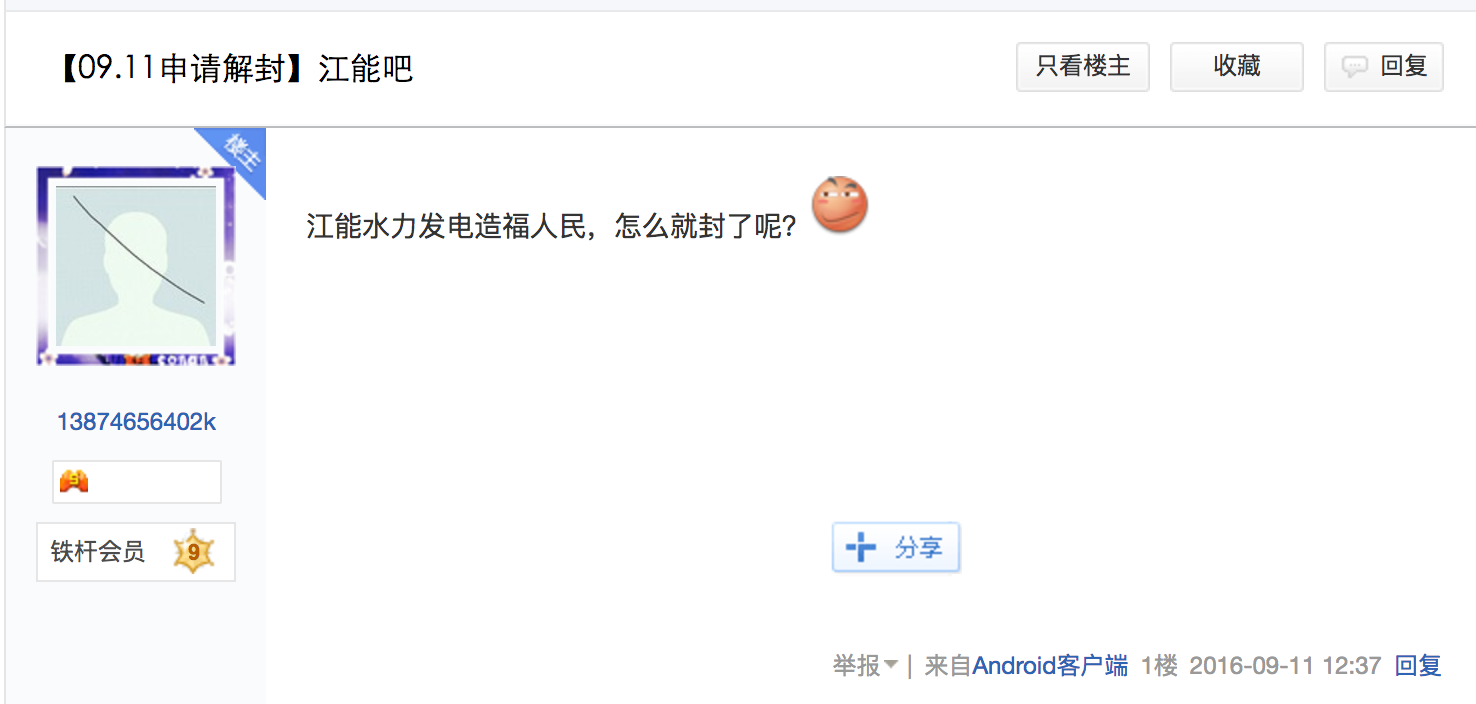 【09.11申请解封】江能吧
只看楼主
收藏
回复
楼主
江能水力发电造福人民，怎么就封了呢？
conan
13874656402k
铁杆会员 9
分享
举报 | 来自Android客户端 1楼 2016-09-11 12:37 回复